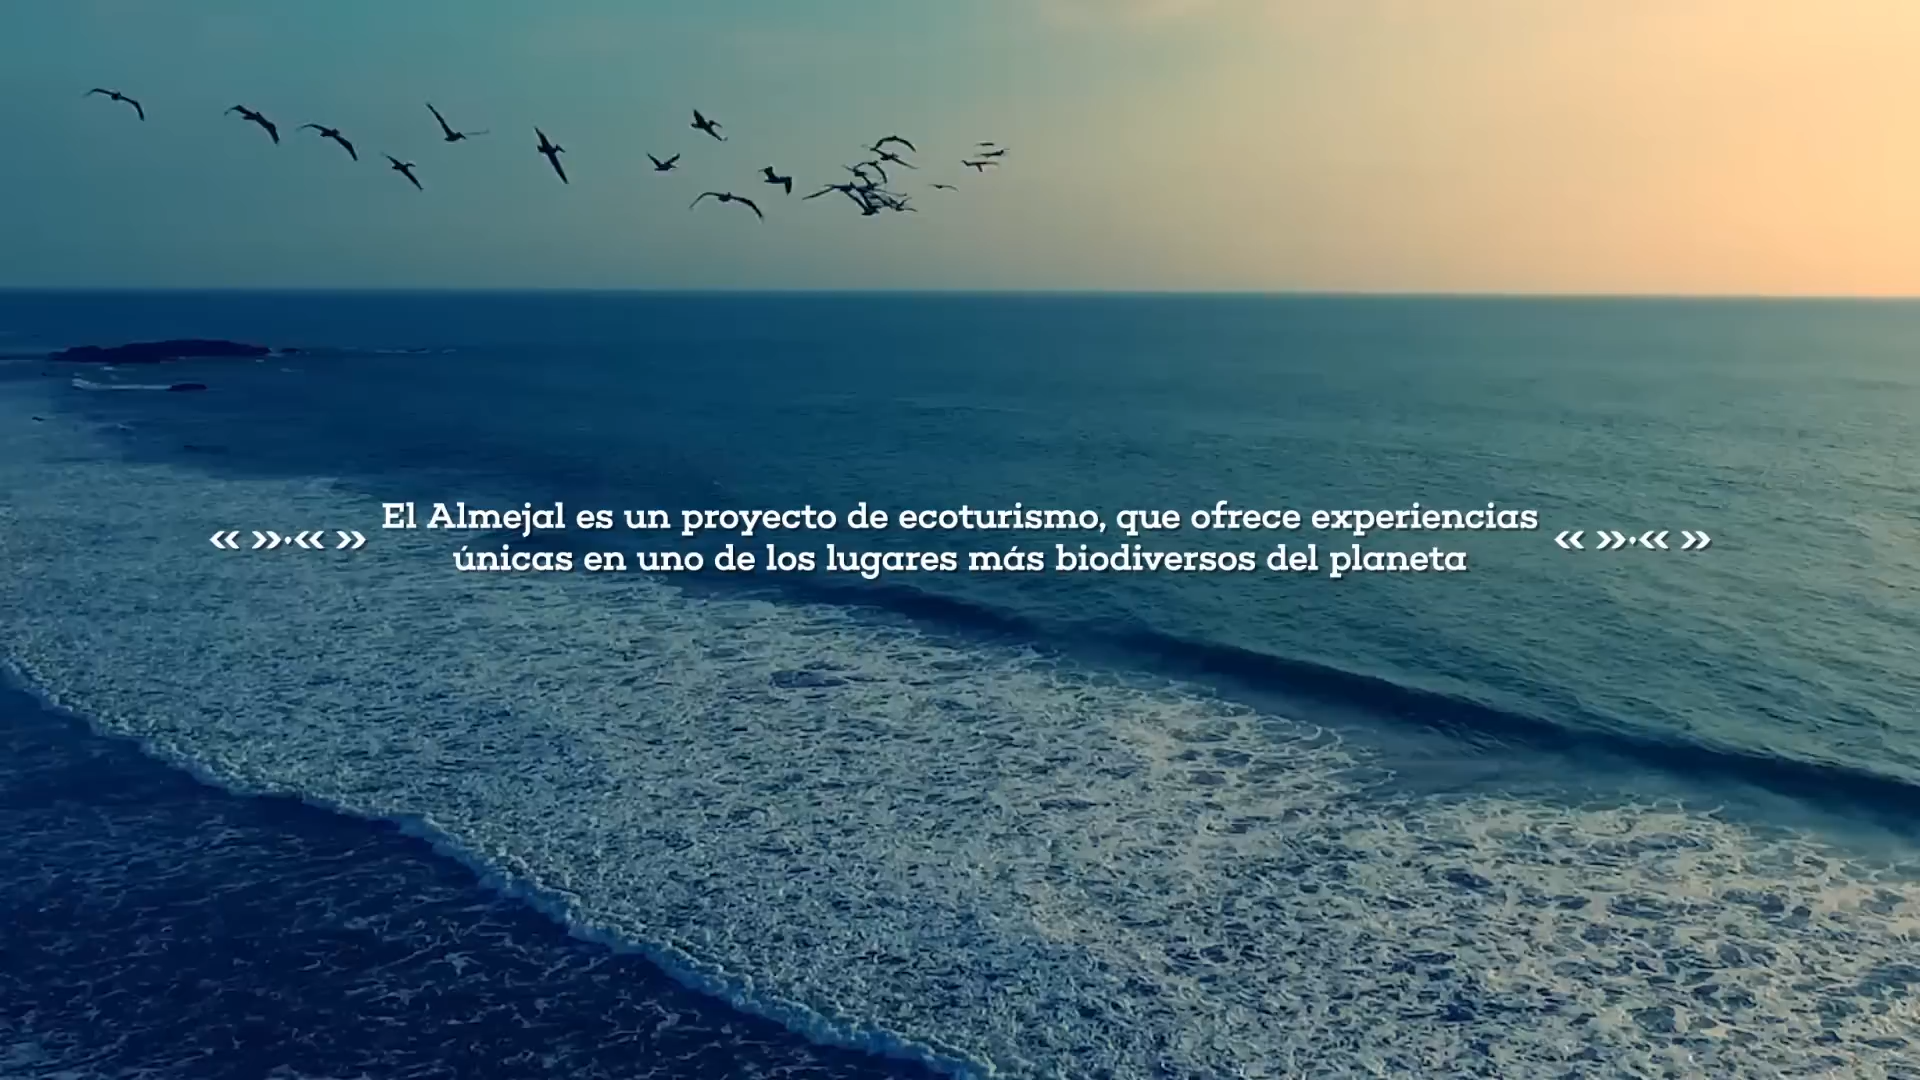 El Almejal es un proyecto de ecoturismo, que ofrece experiencias
«» · «» únicas en uno de los lugares más biodiversos del planeta «» · «»